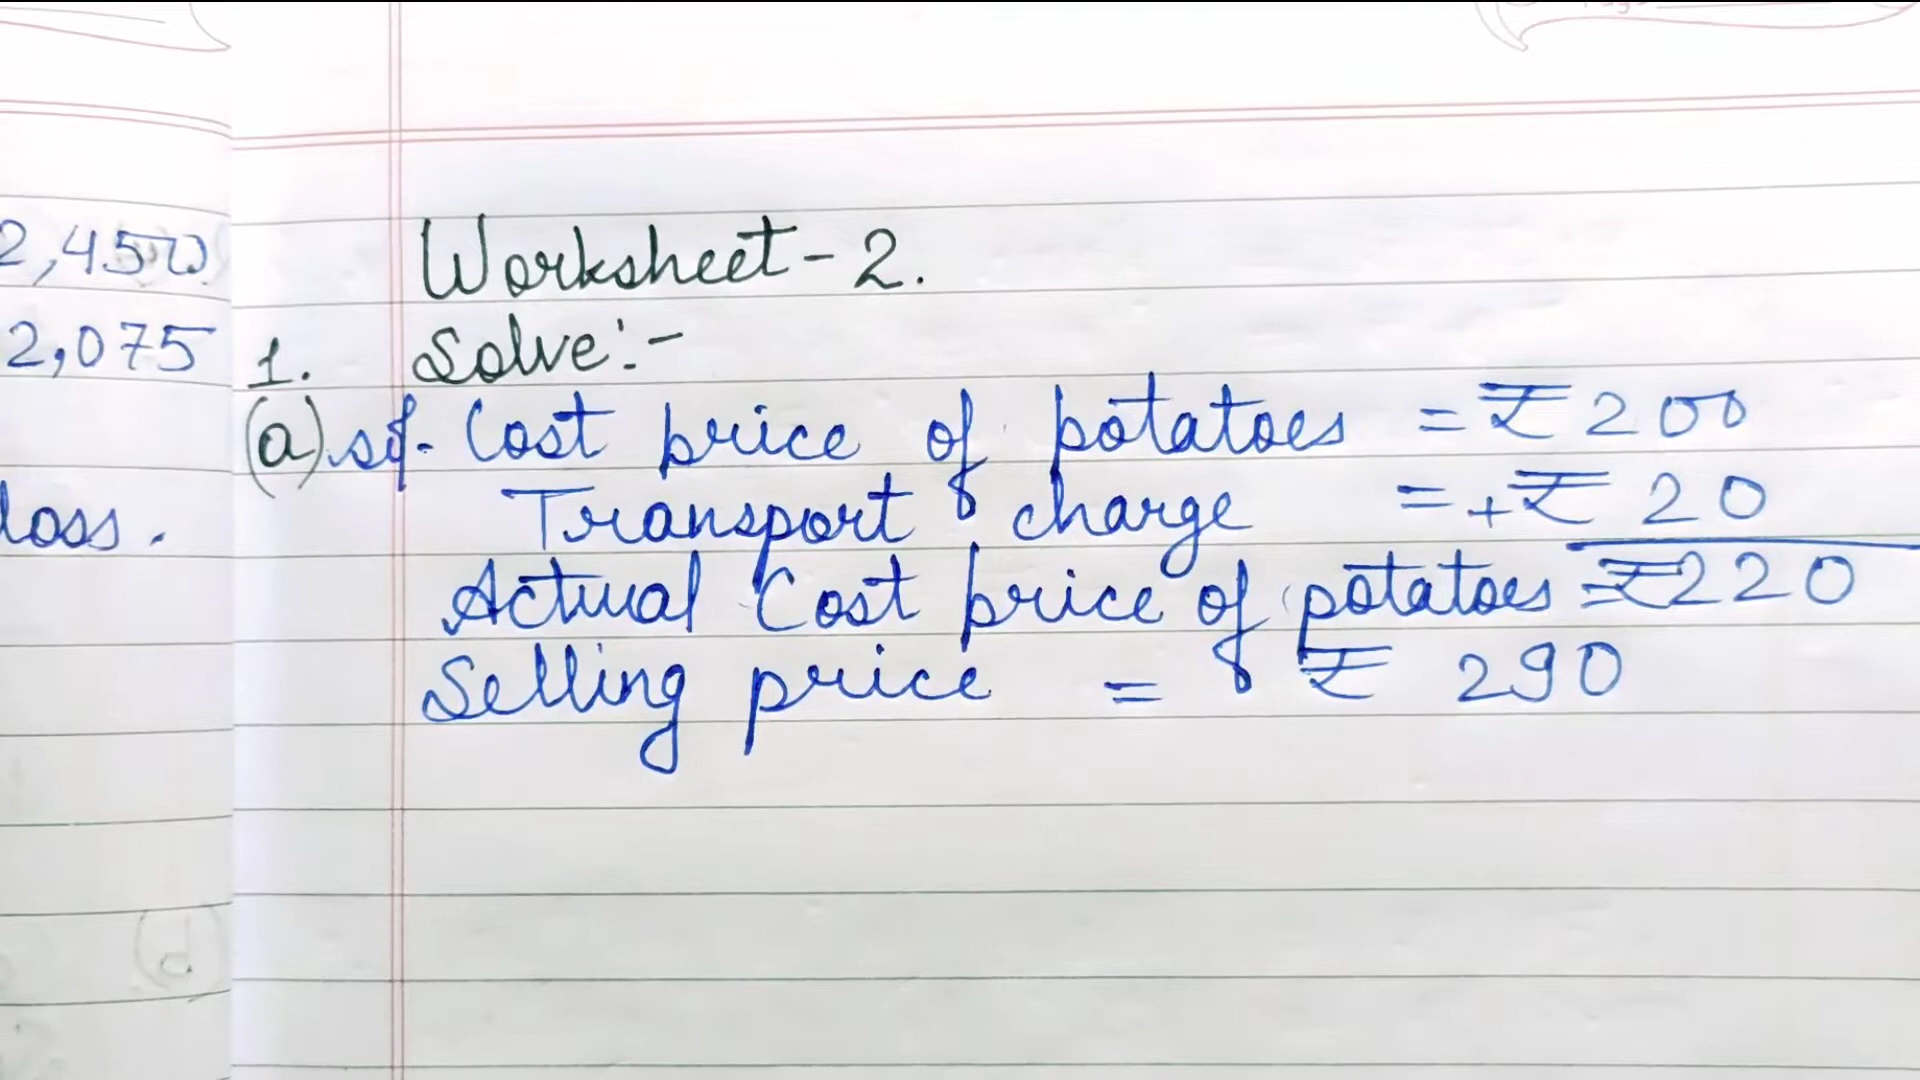 2,450
2,075
loss.
Worksheet-2.
1. Solve:-
(a) sol- Cost price of potatoes = ₹ 200
Transport charge = + ₹ 20
Actual Cost price of potatoes = ₹ 220
Selling price = ₹ 290
(d)